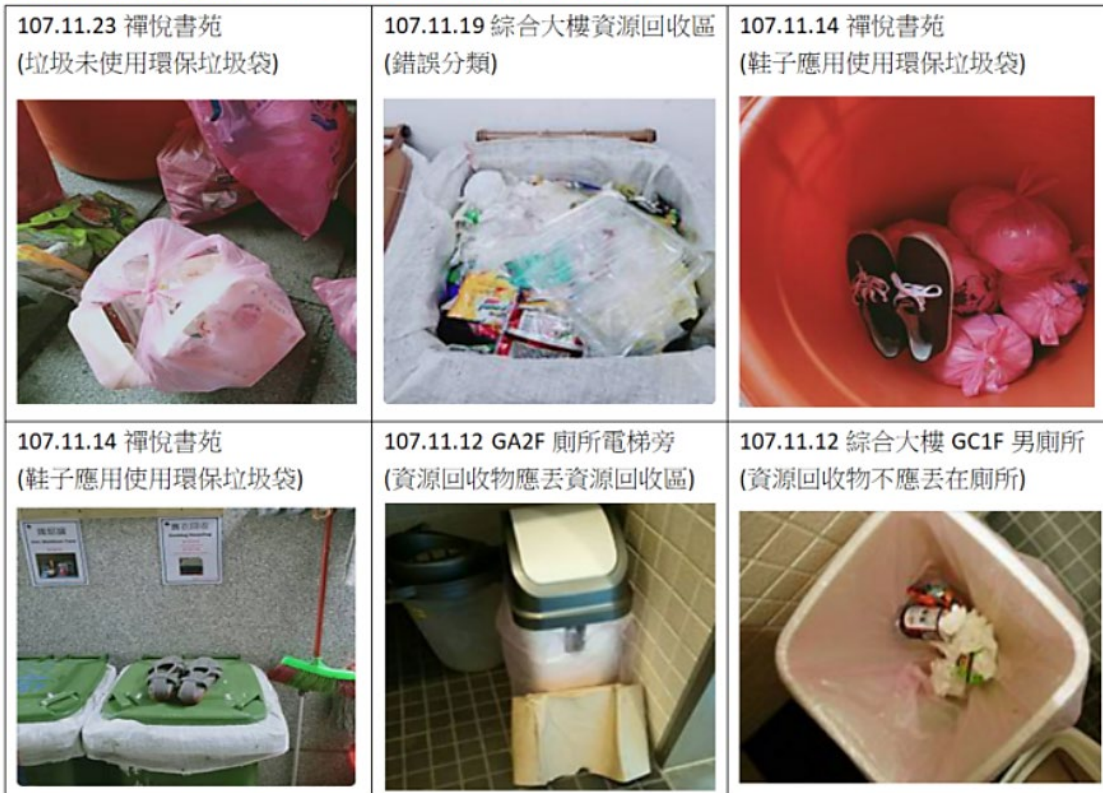 107.11.23 禪悅書苑
(垃圾未使用環保垃圾袋)
107.11.19 綜合大樓資源回收區
(錯誤分類)
107.11.14 禪悅書苑
(鞋子應用使用環保垃圾袋)
107.11.14 禪悅書苑
(鞋子應用使用環保垃圾袋)
107.11.12 GA2F 廁所電梯旁
(資源回收物應丟資源回收區)
107.11.12 綜合大樓 GC1F 男廁所
(資源回收物不應丟在廁所)